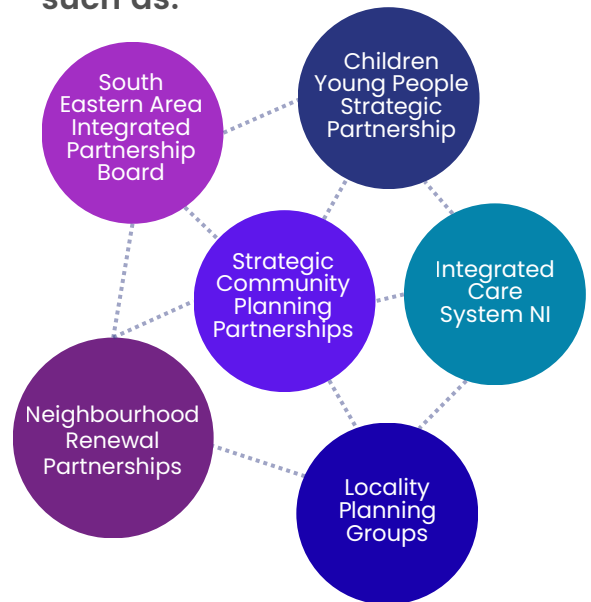 such as:
South
Eastern Area
Integrated
Partnership
Board
Children
Young People
Strategic
Partnership
Strategic
Community
Planning
Partnerships
Integrated
Care
System NI
Neighbourhood
Renewal
Partnerships
Locality
Planning
Groups